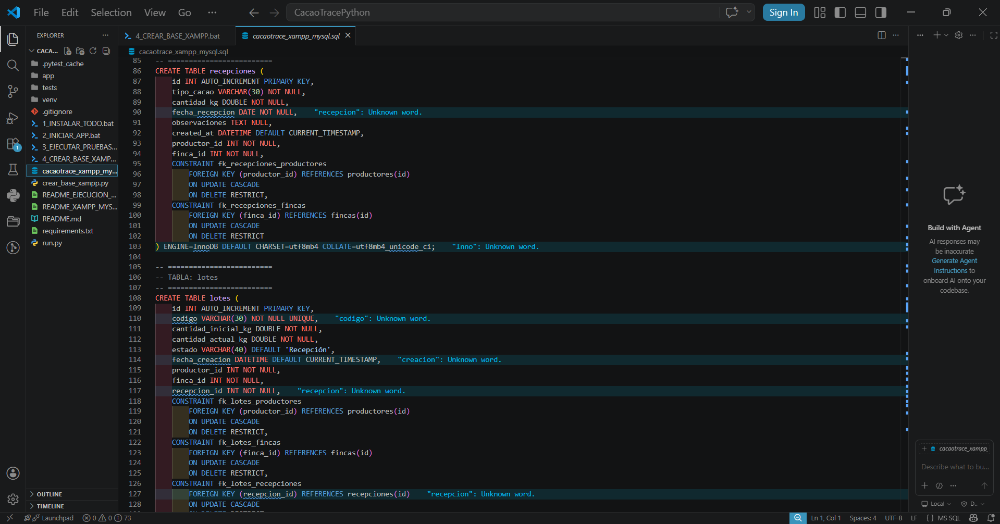 File Edit Selection View Go ···
CacaoTracePython
Sign In
EXPLORER
CACA...
.pytest_cache
app
tests
venv
.gitignore
1_INSTALAR_TODO.bat
2_INICIAR_APP.bat
3_EJECUTAR_PRUEBAS...
4_CREAR_BASE_XAMP...
cacaotrace_xampp_my...
crear_base_xampp.py
README_EJECUCION_...
README_XAMPP_MYS...
README.md
requirements.txt
run.py
OUTLINE
TIMELINE
1
4_CREAR_BASE_XAMPP.bat
cacaotrace_xampp_mysql.sql
cacaotrace_xampp_mysql.sql
85 -- =========================
86 CREATE TABLE recepciones (
87 id INT AUTO_INCREMENT PRIMARY KEY,
88 tipo_cacao VARCHAR(30) NOT NULL,
89 cantidad_kg DOUBLE NOT NULL,
90 fecha_recepcion DATE NOT NULL, "recepcion": Unknown word.
91 observaciones TEXT NULL,
92 created_at DATETIME DEFAULT CURRENT_TIMESTAMP,
93 productor_id INT NOT NULL,
94 finca_id INT NOT NULL,
95 CONSTRAINT fk_recepciones_productores
96 FOREIGN KEY (productor_id) REFERENCES productores(id)
97 ON UPDATE CASCADE
98 ON DELETE RESTRICT,
99 CONSTRAINT fk_recepciones_fincas
100 FOREIGN KEY (finca_id) REFERENCES fincas(id)
101 ON UPDATE CASCADE
102 ON DELETE RESTRICT
103 ) ENGINE=InnoDB DEFAULT CHARSET=utf8mb4 COLLATE=utf8mb4_unicode_ci; "Inno": Unknown word.
104
105 -- =========================
106 -- TABLA: lotes
107 -- =========================
108 CREATE TABLE lotes (
109 id INT AUTO_INCREMENT PRIMARY KEY,
110 codigo VARCHAR(30) NOT NULL UNIQUE, "codigo": Unknown word.
111 cantidad_inicial_kg DOUBLE NOT NULL,
112 cantidad_actual_kg DOUBLE NOT NULL,
113 estado VARCHAR(40) DEFAULT 'Recepción',
114 fecha_creacion DATETIME DEFAULT CURRENT_TIMESTAMP, "creacion": Unknown word.
115 productor_id INT NOT NULL,
116 finca_id INT NOT NULL,
117 recepcion_id INT NOT NULL, "recepcion": Unknown word.
118 CONSTRAINT fk_lotes_productores
119 FOREIGN KEY (productor_id) REFERENCES productores(id)
120 ON UPDATE CASCADE
121 ON DELETE RESTRICT,
122 CONSTRAINT fk_lotes_fincas
123 FOREIGN KEY (finca_id) REFERENCES fincas(id)
124 ON UPDATE CASCADE
125 ON DELETE RESTRICT,
126 CONSTRAINT fk_lotes_recepciones
127 FOREIGN KEY (recepcion_id) REFERENCES recepciones(id) "recepcion": Unknown word.
128 ON UPDATE CASCADE
Build with Agent
AI responses may
be inaccurate
Generate Agent
Instructions to
onboard AI onto your
codebase.
cacaotrace_xampp_
Describe what to bu...
Local
D..
Launchpad
0 0 73
Ln 1, Col 1
Spaces: 4
UTF-8
LF
{ } MS SQL